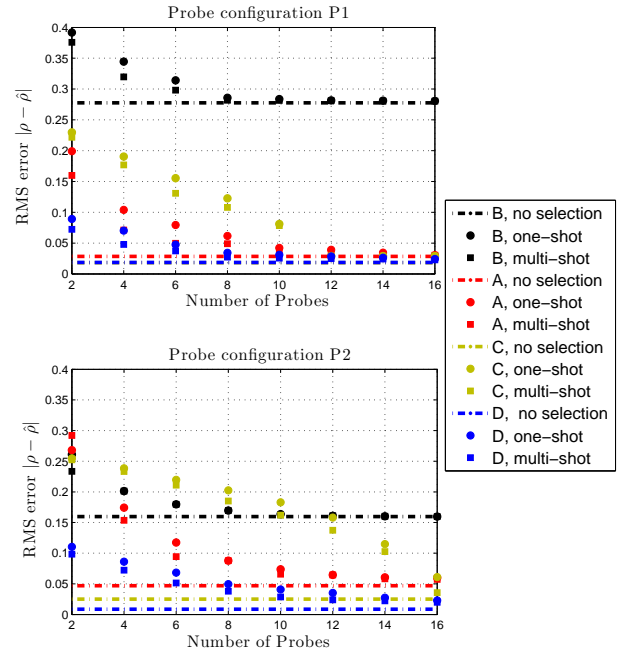 Probe configuration P1
0.4
0.35
0.3
0.25
0.2
0.15
0.1
0.05
0
RMS error |ρ − ρ̂|
2 4 6 8 10 12 14 16
Number of Probes
Probe configuration P2
0.4
0.35
0.3
0.25
0.2
0.15
0.1
0.05
0
RMS error |ρ − ρ̂|
2 4 6 8 10 12 14 16
Number of Probes
B, no selection
B, one−shot
B, multi−shot
A, no selection
A, one−shot
A, multi−shot
C, no selection
C, one−shot
C, multi−shot
D, no selection
D, one−shot
D, multi−shot